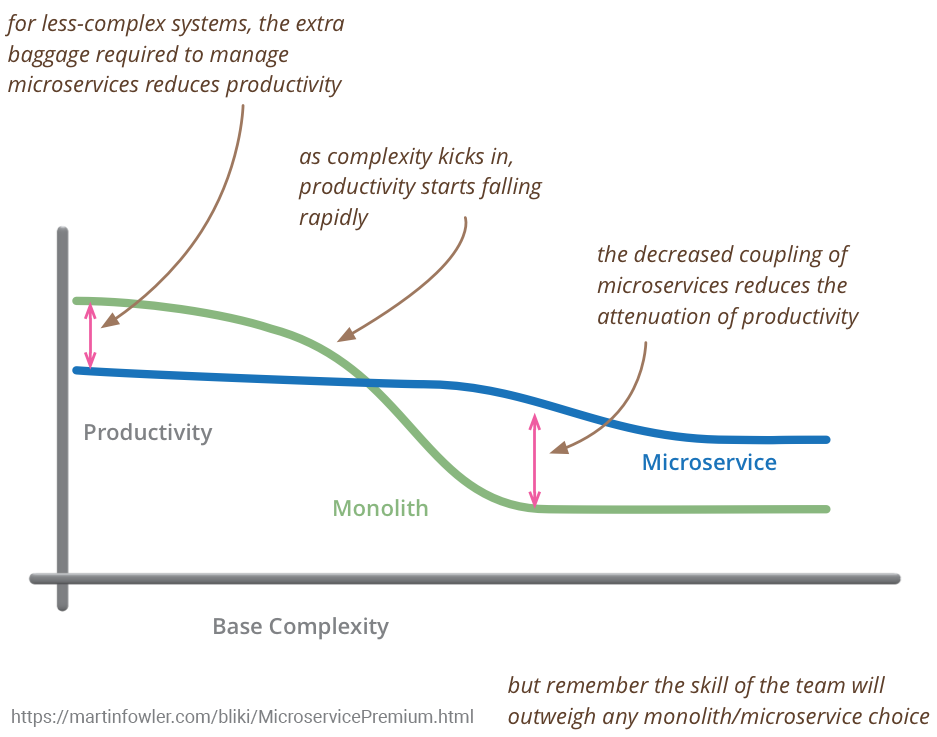 for less-complex systems, the extra
baggage required to manage
microservices reduces productivity
as complexity kicks in,
productivity starts falling
rapidly
the decreased coupling of
microservices reduces the
attenuation of productivity
Productivity
Microservice
Monolith
Base Complexity
but remember the skill of the team will
outweigh any monolith/microservice choice
https://martinfowler.com/bliki/MicroservicePremium.html